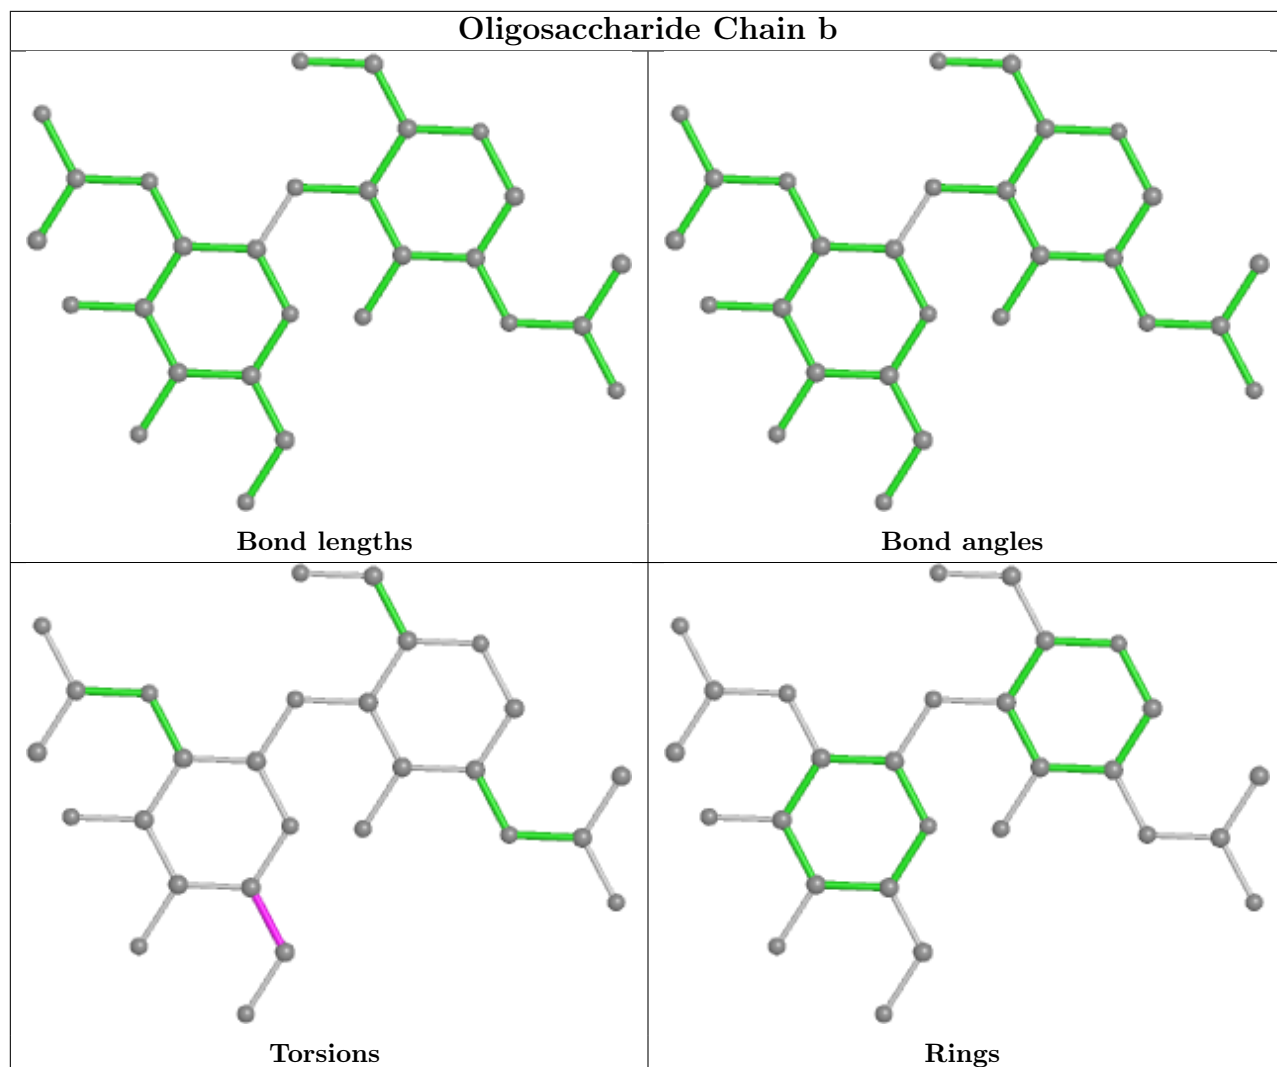 Oligosaccharide Chain b
Bond lengths
Bond angles
Torsions
Rings